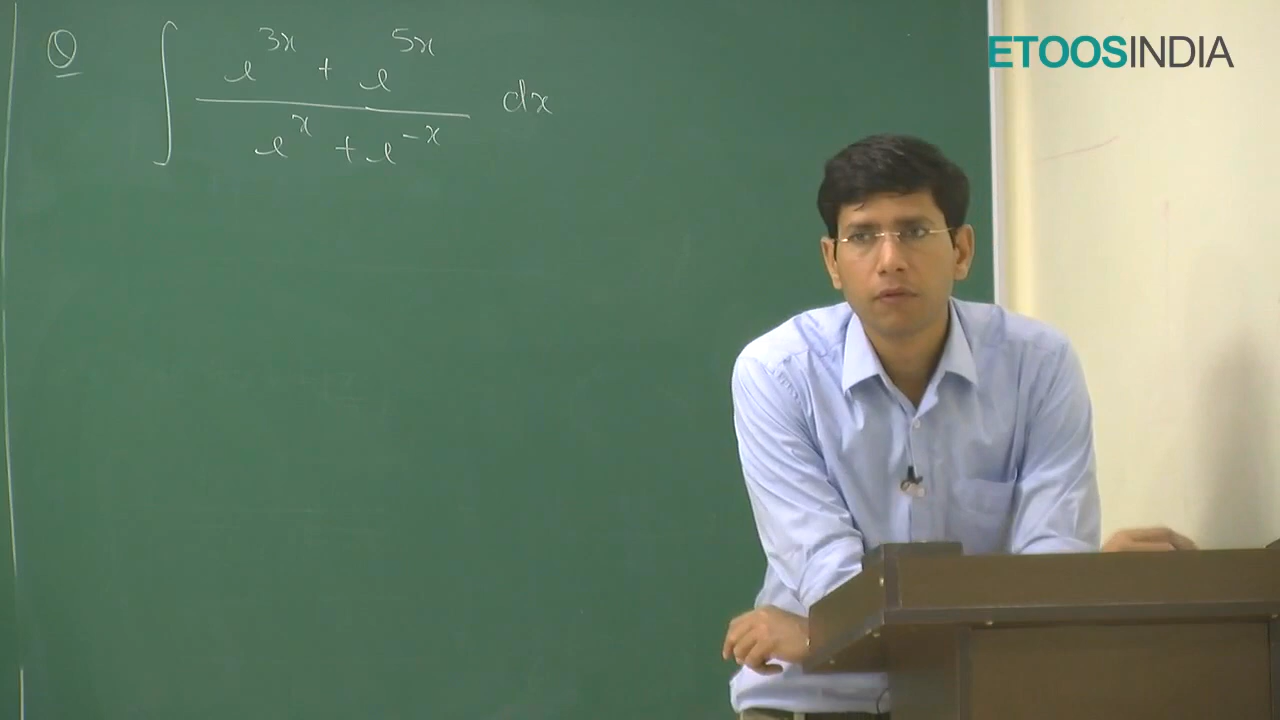 ETOOSINDIA
Q ∫ (e^{3x} + e^{5x}) / (e^{x} + e^{-x}) dx